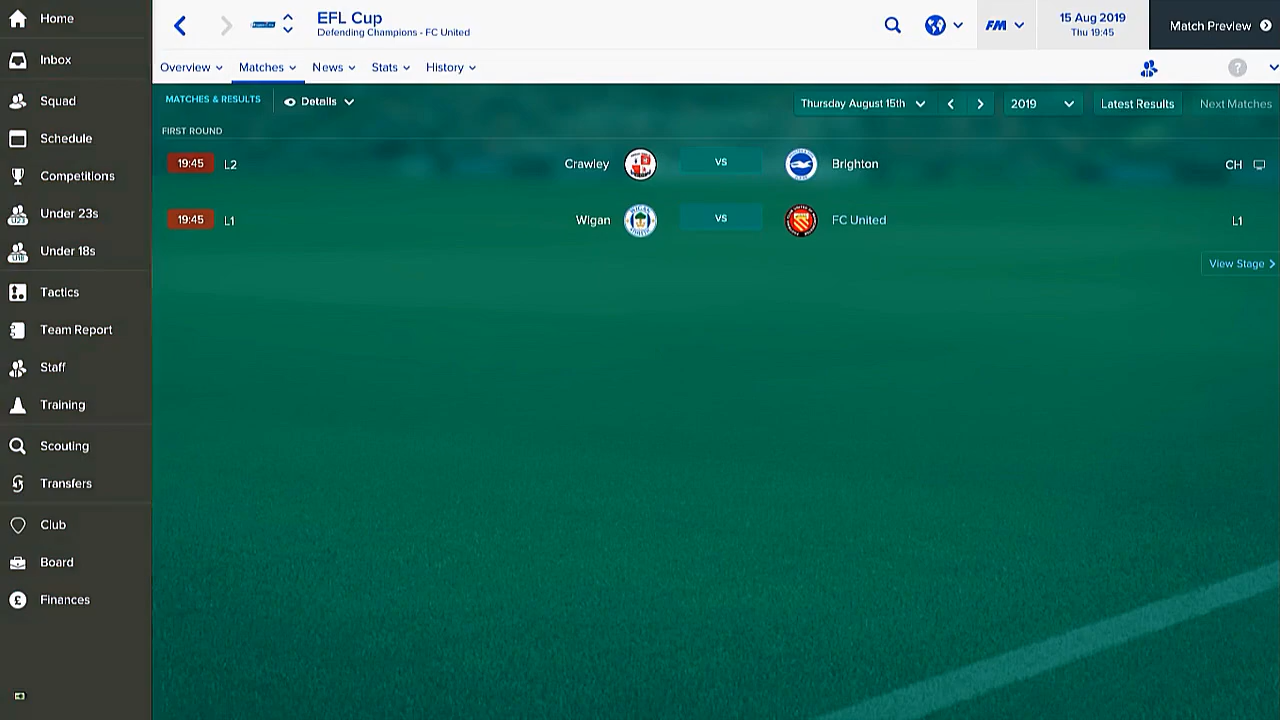 Home
Inbox
Squad
Schedule
Competitions
Under 23s
Under 18s
Tactics
Team Report
Staff
Training
Scouting
Transfers
Club
Board
Finances
EFL Cup
Defending Champions - FC United
FM
15 Aug 2019
Thu 19:45
Match Preview
Overview
Matches
News
Stats
History
?
MATCHES & RESULTS
Details
Thursday August 15th
2019
Latest Results
Next Matches
FIRST ROUND
19:45 L2 Crawley vs Brighton CH
19:45 L1 Wigan vs FC United L1
View Stage